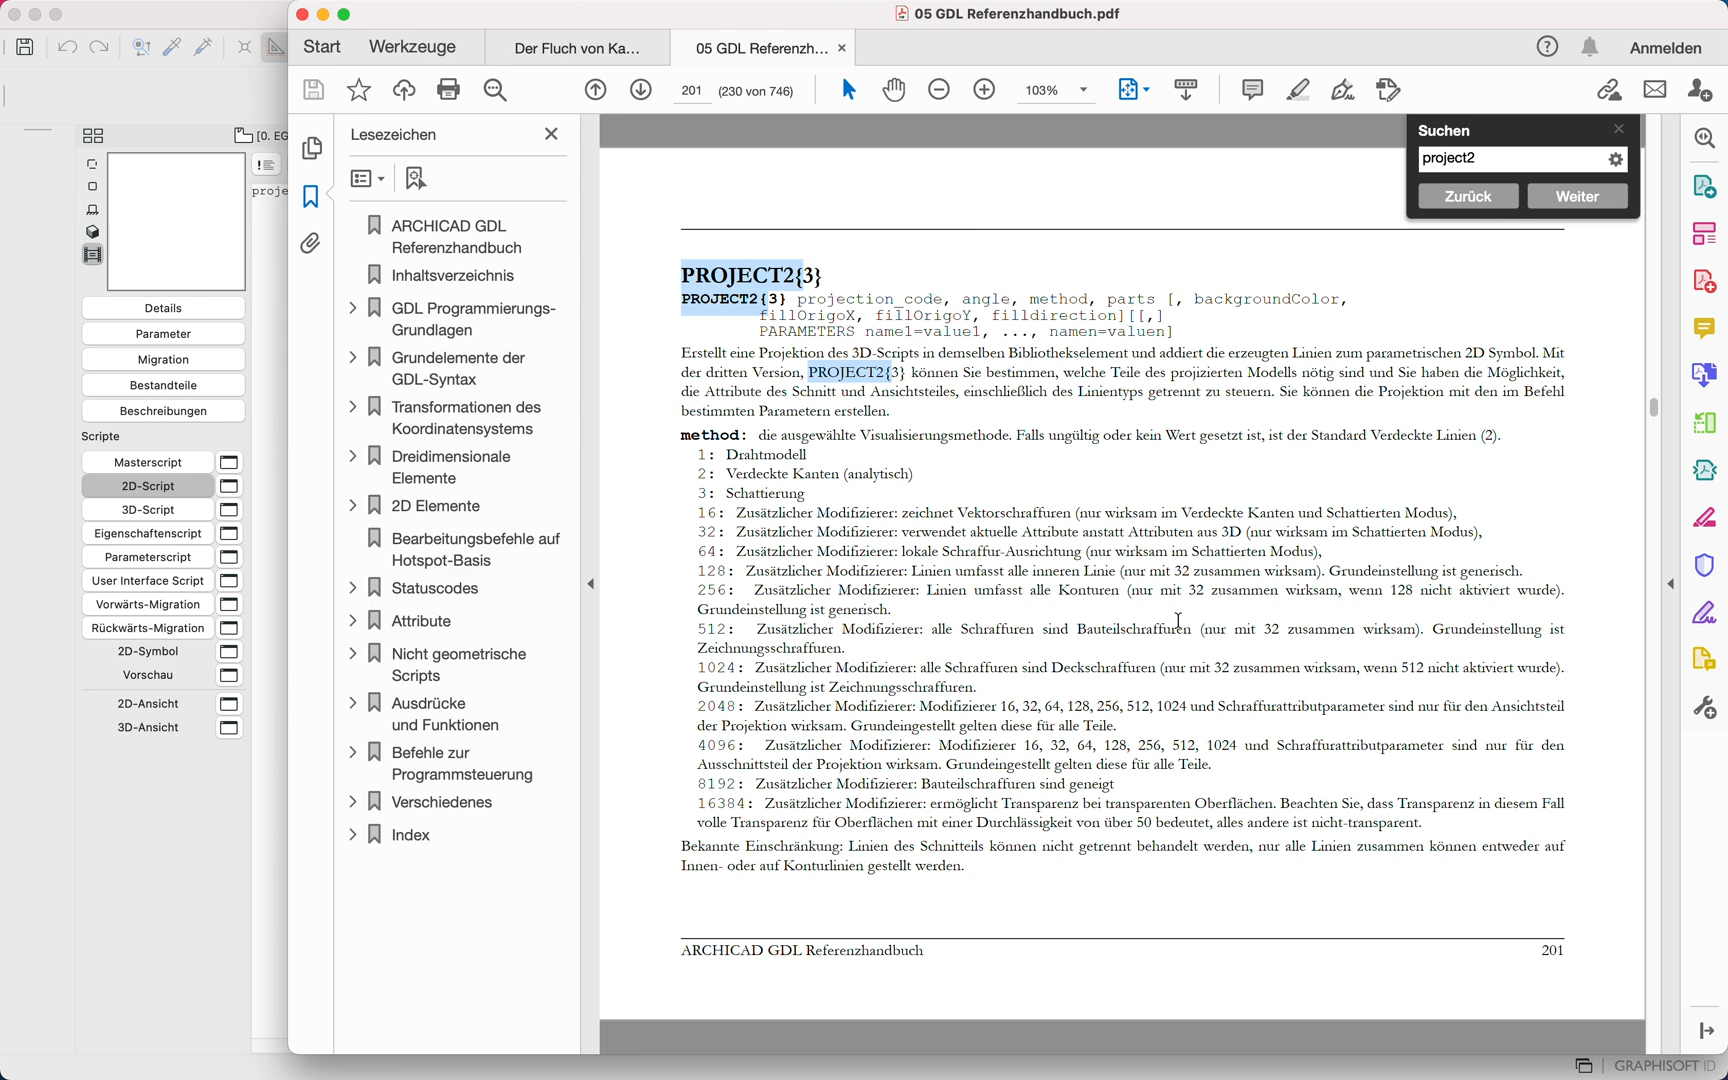 05 GDL Referenzhandbuch.pdf
Start
Werkzeuge
Der Fluch von Ka...
05 GDL Referenzh...
Anmelden
201
(230 von 746)
103%
Lesezeichen
ARCHICAD GDL
Referenzhandbuch
Inhaltsverzeichnis
GDL Programmierungs-
Grundlagen
Grundelemente der
GDL-Syntax
Transformationen des
Koordinatensystems
Dreidimensionale
Elemente
2D Elemente
Bearbeitungsbefehle auf
Hotspot-Basis
Statuscodes
Attribute
Nicht geometrische
Scripts
Ausdrücke
und Funktionen
Befehle zur
Programmsteuerung
Verschiedenes
Index
[0. EG
proje
Details
Parameter
Migration
Bestandteile
Beschreibungen
Scripte
Masterscript
2D-Script
3D-Script
Eigenschaftenscript
Parameterscript
User Interface Script
Vorwärts-Migration
Rückwärts-Migration
2D-Symbol
Vorschau
2D-Ansicht
3D-Ansicht
Suchen
project2
Zurück
Weiter
PROJECT2{3}
PROJECT2{3} projection_code, angle, method, parts [, backgroundColor,
fillOrigoX, fillOrigoY, filldirection][[,]
PARAMETERS name1=value1, ..., namen=valuen]
Erstellt eine Projektion des 3D-Scripts in demselben Bibliothekselement und addiert die erzeugten Linien zum parametrischen 2D Symbol. Mit
der dritten Version, PROJECT2{3} können Sie bestimmen, welche Teile des projizierten Modells nötig sind und Sie haben die Möglichkeit,
die Attribute des Schnitt und Ansichtsteiles, einschließlich des Linientyps getrennt zu steuern. Sie können die Projektion mit den im Befehl
bestimmten Parametern erstellen.
method: die ausgewählte Visualisierungsmethode. Falls ungültig oder kein Wert gesetzt ist, ist der Standard Verdeckte Linien (2).
1: Drahtmodell
2: Verdeckte Kanten (analytisch)
3: Schattierung
16: Zusätzlicher Modifizierer: zeichnet Vektorschraffuren (nur wirksam im Verdeckte Kanten und Schattierten Modus),
32: Zusätzlicher Modifizierer: verwendet aktuelle Attribute anstatt Attributen aus 3D (nur wirksam im Schattierten Modus),
64: Zusätzlicher Modifizierer: lokale Schraffur-Ausrichtung (nur wirksam im Schattierten Modus),
128: Zusätzlicher Modifizierer: Linien umfasst alle inneren Linie (nur mit 32 zusammen wirksam). Grundeinstellung ist generisch.
256: Zusätzlicher Modifizierer: Linien umfasst alle Konturen (nur mit 32 zusammen wirksam, wenn 128 nicht aktiviert wurde).
Grundeinstellung ist generisch.
512: Zusätzlicher Modifizierer: alle Schraffuren sind Bauteilschraffuren (nur mit 32 zusammen wirksam). Grundeinstellung ist
Zeichnungsschraffuren.
1024: Zusätzlicher Modifizierer: alle Schraffuren sind Deckschraffuren (nur mit 32 zusammen wirksam, wenn 512 nicht aktiviert wurde).
Grundeinstellung ist Zeichnungsschraffuren.
2048: Zusätzlicher Modifizierer: Modifizierer 16, 32, 64, 128, 256, 512, 1024 und Schraffurattributparameter sind nur für den Ansichtsteil
der Projektion wirksam. Grundeingestellt gelten diese für alle Teile.
4096: Zusätzlicher Modifizierer: Modifizierer 16, 32, 64, 128, 256, 512, 1024 und Schraffurattributparameter sind nur für den
Ausschnittsteil der Projektion wirksam. Grundeingestellt gelten diese für alle Teile.
8192: Zusätzlicher Modifizierer: Bauteilschraffuren sind geneigt
16384: Zusätzlicher Modifizierer: ermöglicht Transparenz bei transparenten Oberflächen. Beachten Sie, dass Transparenz in diesem Fall
volle Transparenz für Oberflächen mit einer Durchlässigkeit von über 50 bedeutet, alles andere ist nicht-transparent.
Bekannte Einschränkung: Linien des Schnitteils können nicht getrennt behandelt werden, nur alle Linien zusammen können entweder auf
Innen- oder auf Konturlinien gestellt werden.
ARCHICAD GDL Referenzhandbuch
201
GRAPHISOFT ID